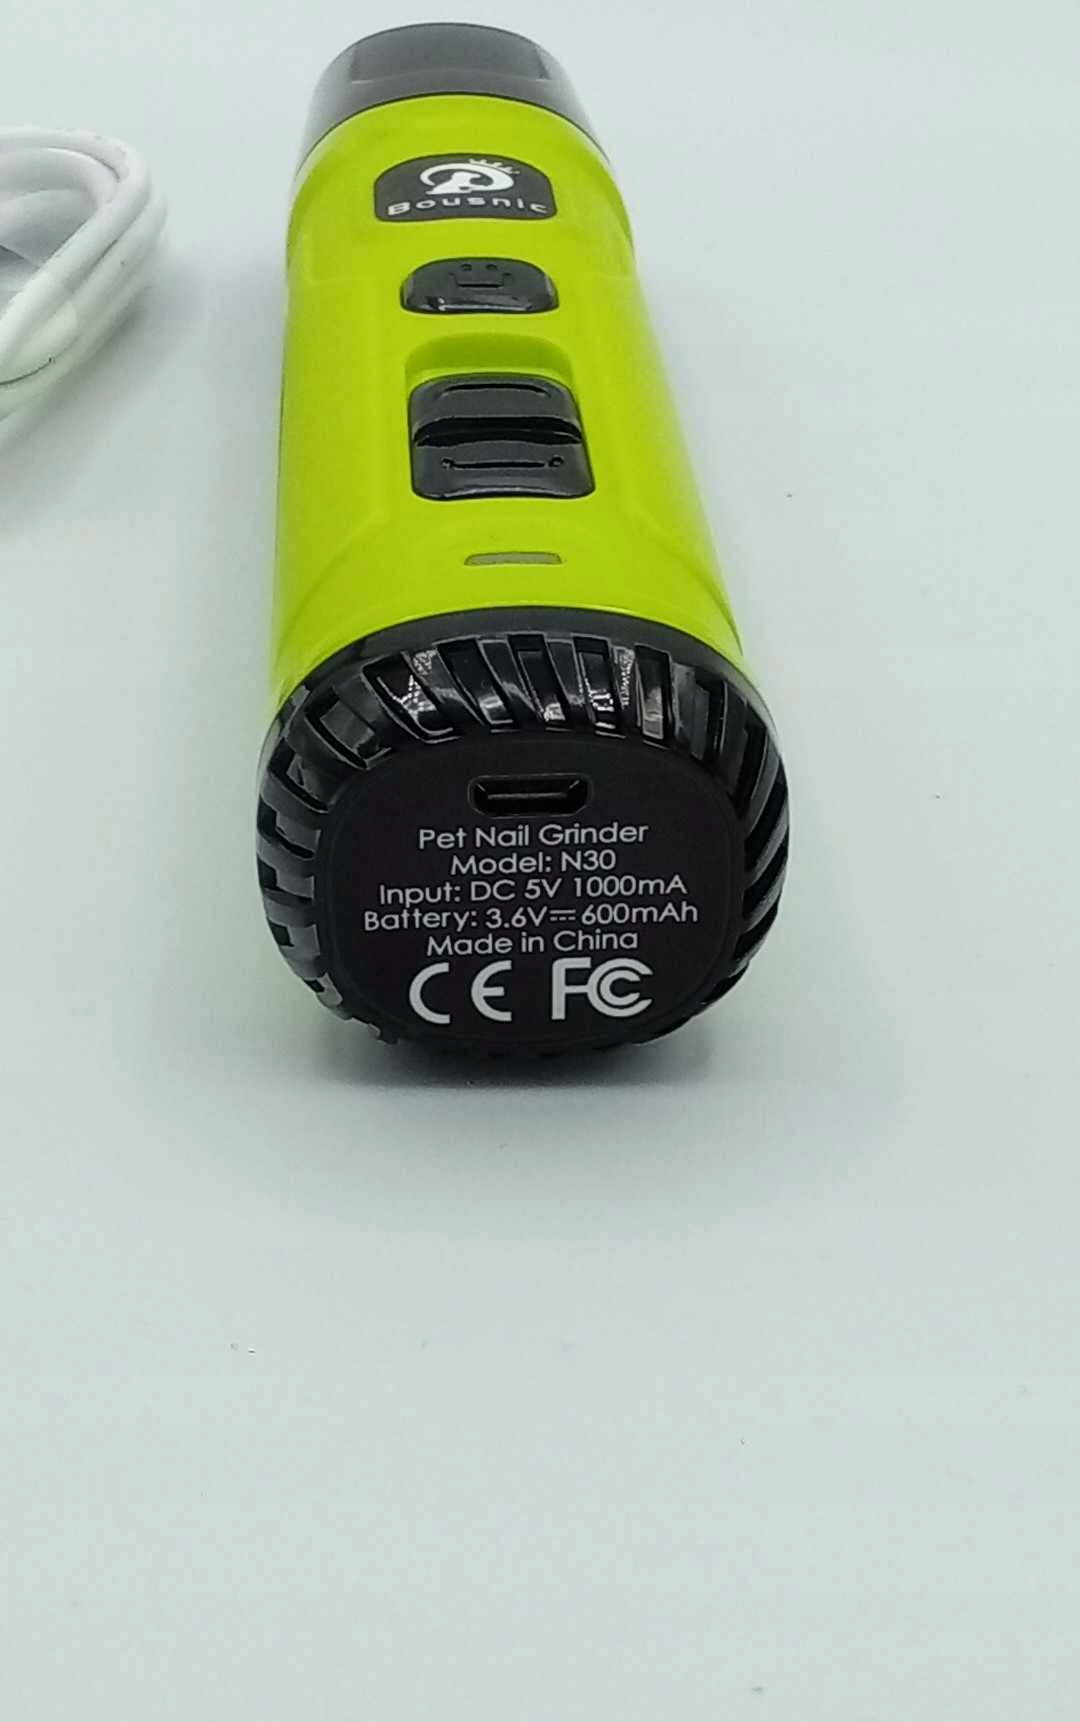 Bousnic
Pet Nail Grinder
Model: N30
Input: DC 5V 1000mA
Battery: 3.6V⎓600mAh
Made in China
CE FC